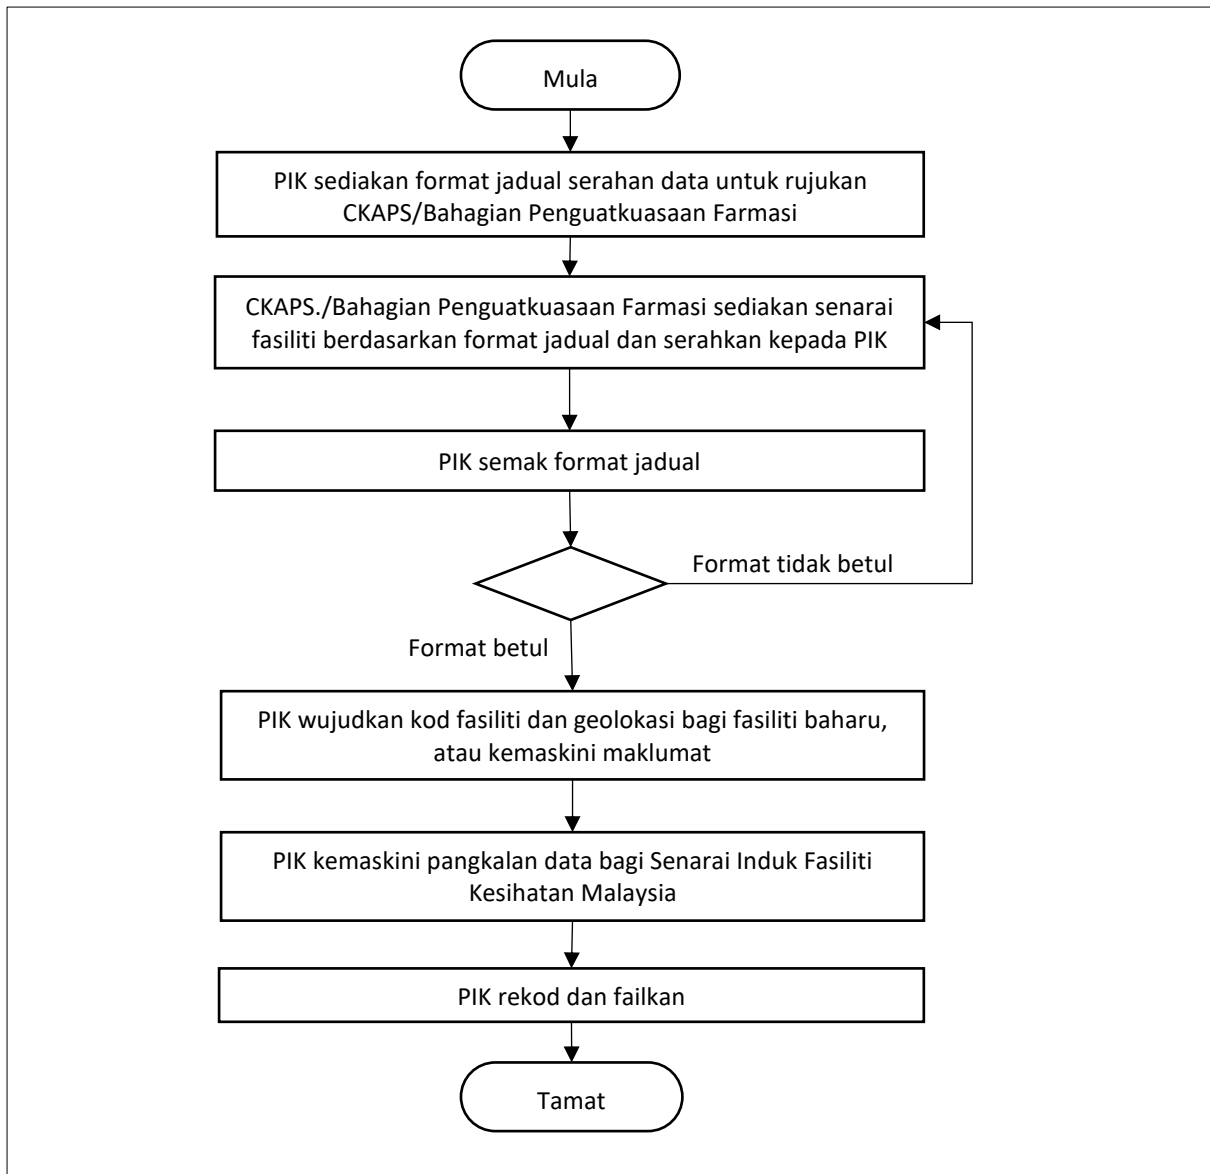 Mula
PIK sediakan format jadual serahan data untuk rujukan
CKAPS/Bahagian Penguatkuasaan Farmasi
CKAPS./Bahagian Penguatkuasaan Farmasi sediakan senarai
fasiliti berdasarkan format jadual dan serahkan kepada PIK
PIK semak format jadual
Format tidak betul
Format betul
PIK wujudkan kod fasiliti dan geolokasi bagi fasiliti baharu,
atau kemaskini maklumat
PIK kemaskini pangkalan data bagi Senarai Induk Fasiliti
Kesihatan Malaysia
PIK rekod dan failkan
Tamat